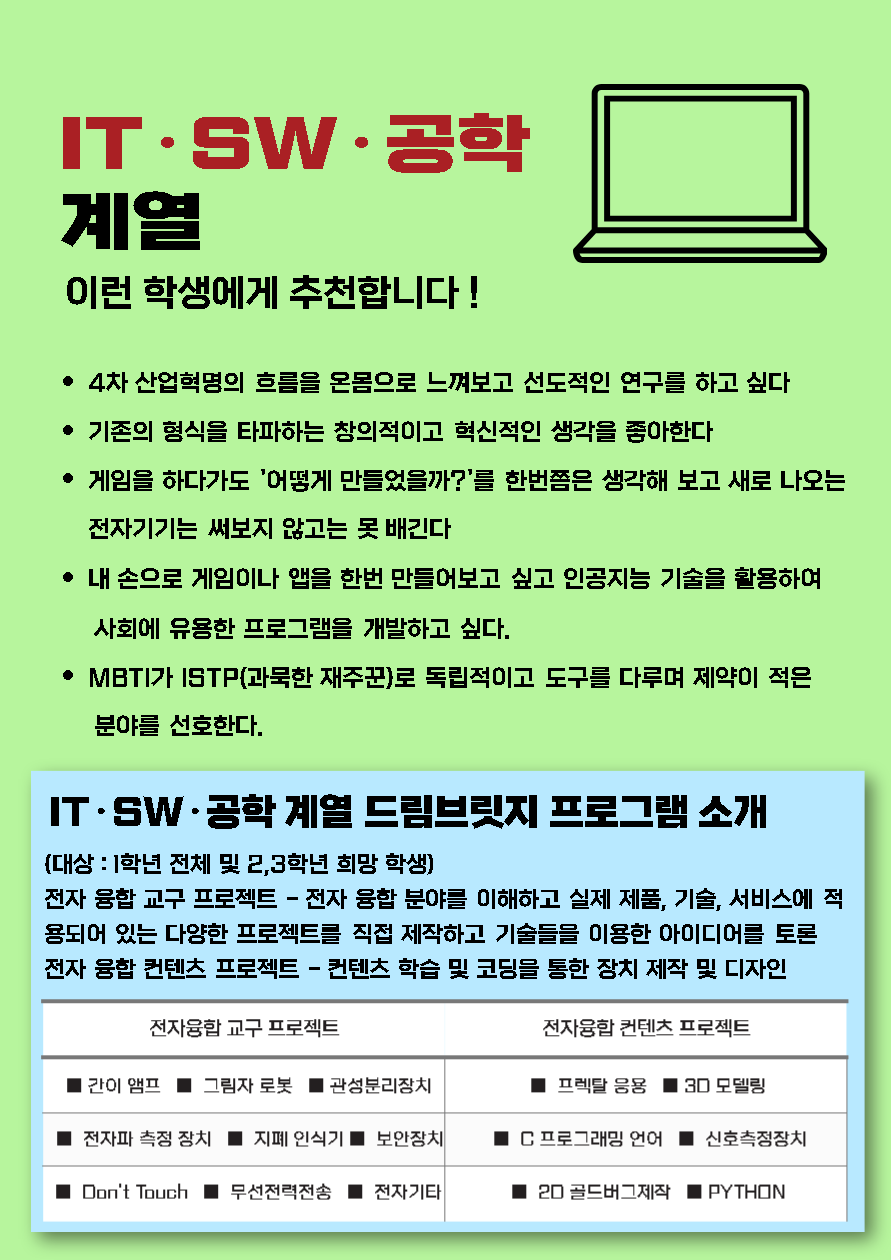 IT · SW · 공학
계열
이런 학생에게 추천합니다 !
• 4차 산업혁명의 흐름을 온몸으로 느껴보고 선도적인 연구를 하고 싶다
• 기존의 형식을 타파하는 창의적이고 혁신적인 생각을 좋아한다
• 게임을 하다가도 '어떻게 만들었을까?'를 한번쯤은 생각해 보고 새로 나오는
전자기기는 써보지 않고는 못 배긴다
• 내 손으로 게임이나 앱을 한번 만들어보고 싶고 인공지능 기술을 활용하여
사회에 유용한 프로그램을 개발하고 싶다.
• MBTI가 ISTP(과묵한 재주꾼)로 독립적이고 도구를 다루며 제약이 적은
분야를 선호한다.
IT · SW · 공학 계열 드림브릿지 프로그램 소개
(대상 : 1학년 전체 및 2,3학년 희망 학생)
전자 융합 교구 프로젝트 - 전자 융합 분야를 이해하고 실제 제품, 기술, 서비스에 적
용되어 있는 다양한 프로젝트를 직접 제작하고 기술들을 이용한 아이디어를 토론
전자 융합 컨텐츠 프로젝트 - 컨텐츠 학습 및 코딩을 통한 장치 제작 및 디자인
전자융합 교구 프로젝트 전자융합 컨텐츠 프로젝트
■ 간이 앰프 ■ 그림자 로봇 ■ 관성분리장치 ■ 프렉탈 응용 ■ 3D 모델링
■ 전자파 측정 장치 ■ 지폐 인식기 ■ 보안장치 ■ C 프로그래밍 언어 ■ 신호측정장치
■ Don't Touch ■ 무선전력전송 ■ 전자기타 ■ 2D 골드버그제작 ■ PYTHON